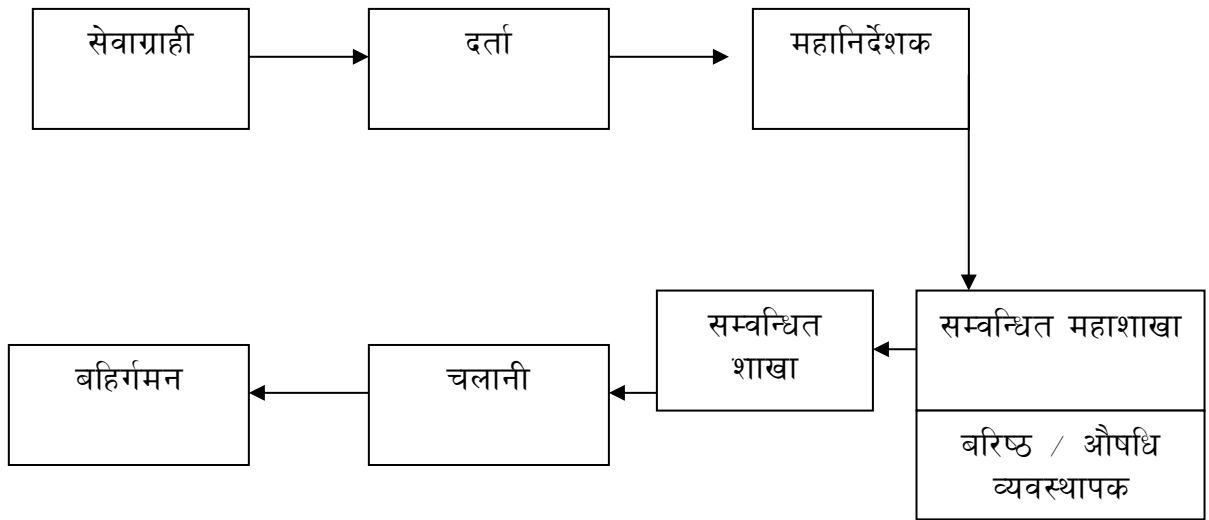 सेवाग्राही
दर्ता
महानिर्देशक
सम्वन्धित महाशाखा
बरिष्ठ / औषधि
व्यवस्थापक
सम्वन्धित
शाखा
चलानी
बहिर्गमन